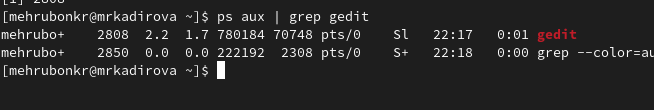 [1] 2808
[mehrubonkr@mrkadirova ~]$ ps aux | grep gedit
mehrubo+    2808  2.2  1.7 780184 70748 pts/0    Sl   22:17   0:01 gedit
mehrubo+    2850  0.0  0.0 222192  2308 pts/0    S+   22:18   0:00 grep --color=au
[mehrubonkr@mrkadirova ~]$